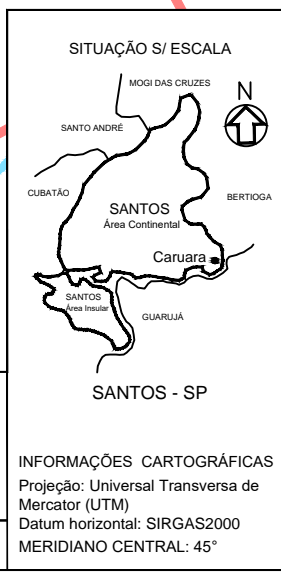 SITUAÇÃO S/ ESCALA
MOGI DAS CRUZES
N
SANTO ANDRÉ
CUBATÃO
BERTIOGA
SANTOS
Área Continental
Caruara
SANTOS
Área Insular
GUARUJÁ
SANTOS - SP
INFORMAÇÕES CARTOGRÁFICAS
Projeção: Universal Transversa de
Mercator (UTM)
Datum horizontal: SIRGAS2000
MERIDIANO CENTRAL: 45°